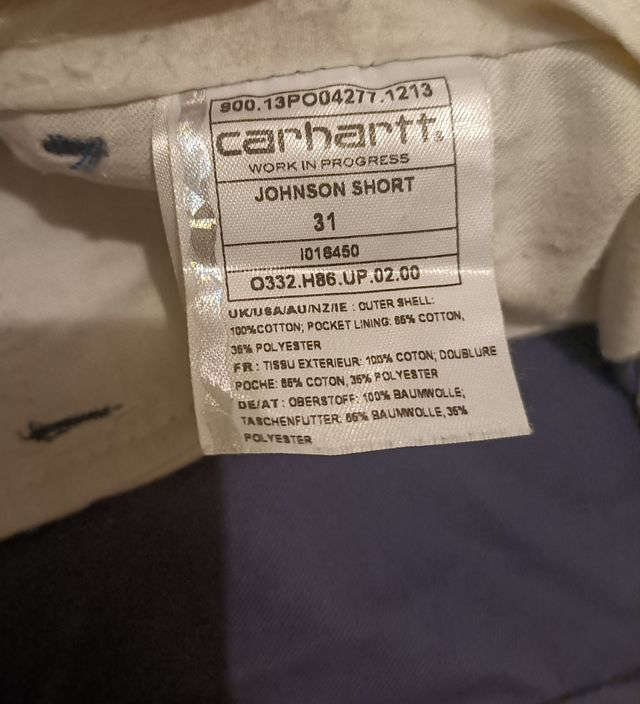 900.13PO04277.1213
carhartt®
WORK IN PROGRESS
JOHNSON SHORT
31
I016450
O332.H86.UP.02.00
UK/USA/AU/NZ/IE : OUTER SHELL:
100%COTTON; POCKET LINING: 65% COTTON,
35% POLYESTER
FR : TISSU EXTERIEUR: 100% COTON; DOUBLURE
POCHE: 65% COTON, 35% POLYESTER
DE/AT : OBERSTOFF: 100% BAUMWOLLE;
TASCHENFUTTER: 65% BAUMWOLLE, 35%
POLYESTER